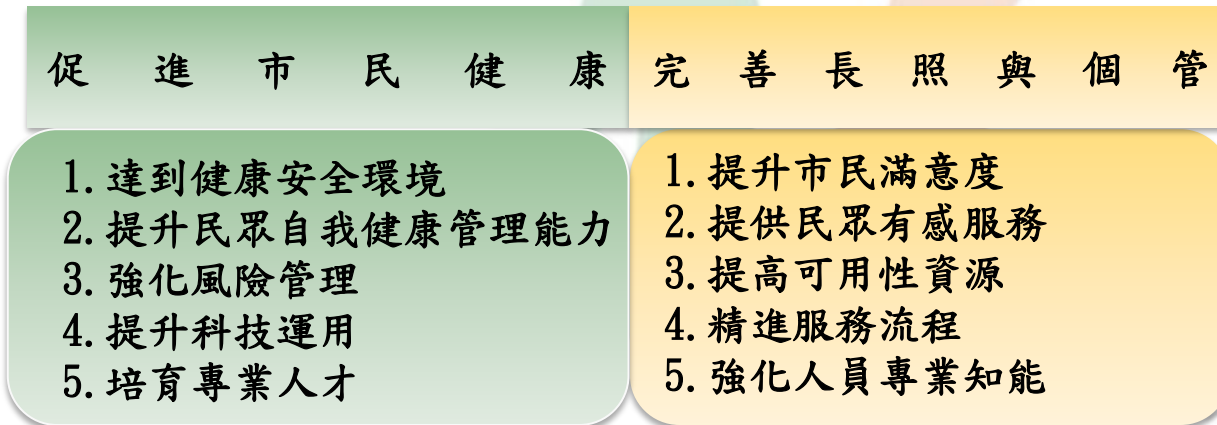 促進市民健康
1.達到健康安全環境
2.提升民眾自我健康管理能力
3.強化風險管理
4.提升科技運用
5.培育專業人才
完善長照與個管
1.提升市民滿意度
2.提供民眾有感服務
3.提高可用性資源
4.精進服務流程
5.強化人員專業知能